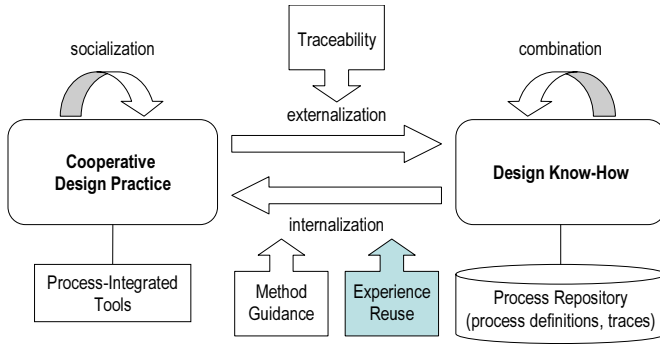 socialization
Traceability
combination
externalization
Cooperative
Design Practice
Design Know-How
internalization
Process-Integrated
Tools
Method
Guidance
Experience
Reuse
Process Repository
(process definitions, traces)